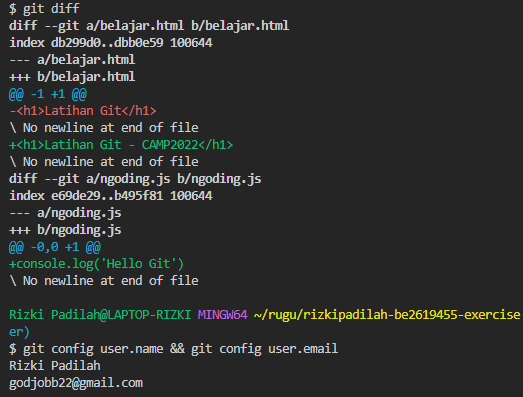 $ git diff
diff --git a/belajar.html b/belajar.html
index db299d0..dbb0e59 100644
--- a/belajar.html
+++ b/belajar.html
@@ -1 +1 @@
-<h1>Latihan Git</h1>
\ No newline at end of file
+<h1>Latihan Git - CAMP2022</h1>
\ No newline at end of file
diff --git a/ngoding.js b/ngoding.js
index e69de29..b495f81 100644
--- a/ngoding.js
+++ b/ngoding.js
@@ -0,0 +1 @@
+console.log('Hello Git')
\ No newline at end of file
Rizki Padilah@LAPTOP-RIZKI MINGW64 ~/rugu/rizkipadilah-be2619455-exercise
er)
$ git config user.name && git config user.email
Rizki Padilah
godjobb22@gmail.com